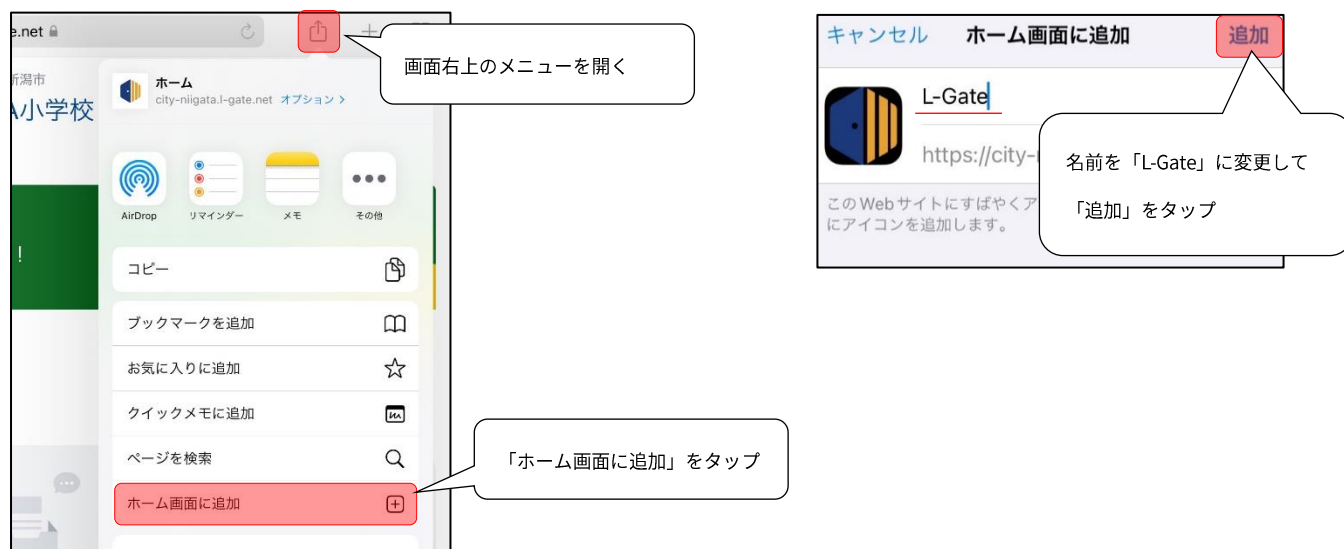 e.net
画面右上のメニューを開く
新潟市
A小学校
ホーム
city-niigata.l-gate.net オプション >
AirDrop リマインダー メモ その他
!
コピー
ブックマークを追加
お気に入りに追加
クイックメモに追加
ページを検索
ホーム画面に追加
「ホーム画面に追加」をタップ
キャンセル ホーム画面に追加 追加
L-Gate
https://city-
このWebサイトにすばやくア
にアイコンを追加します。
名前を「L-Gate」に変更して
「追加」をタップ